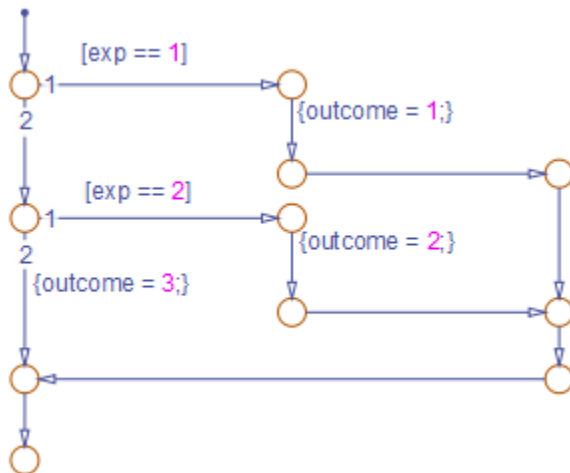 [exp == 1]
1
{outcome = 1;}
2
[exp == 2]
1
{outcome = 2;}
2
{outcome = 3;}